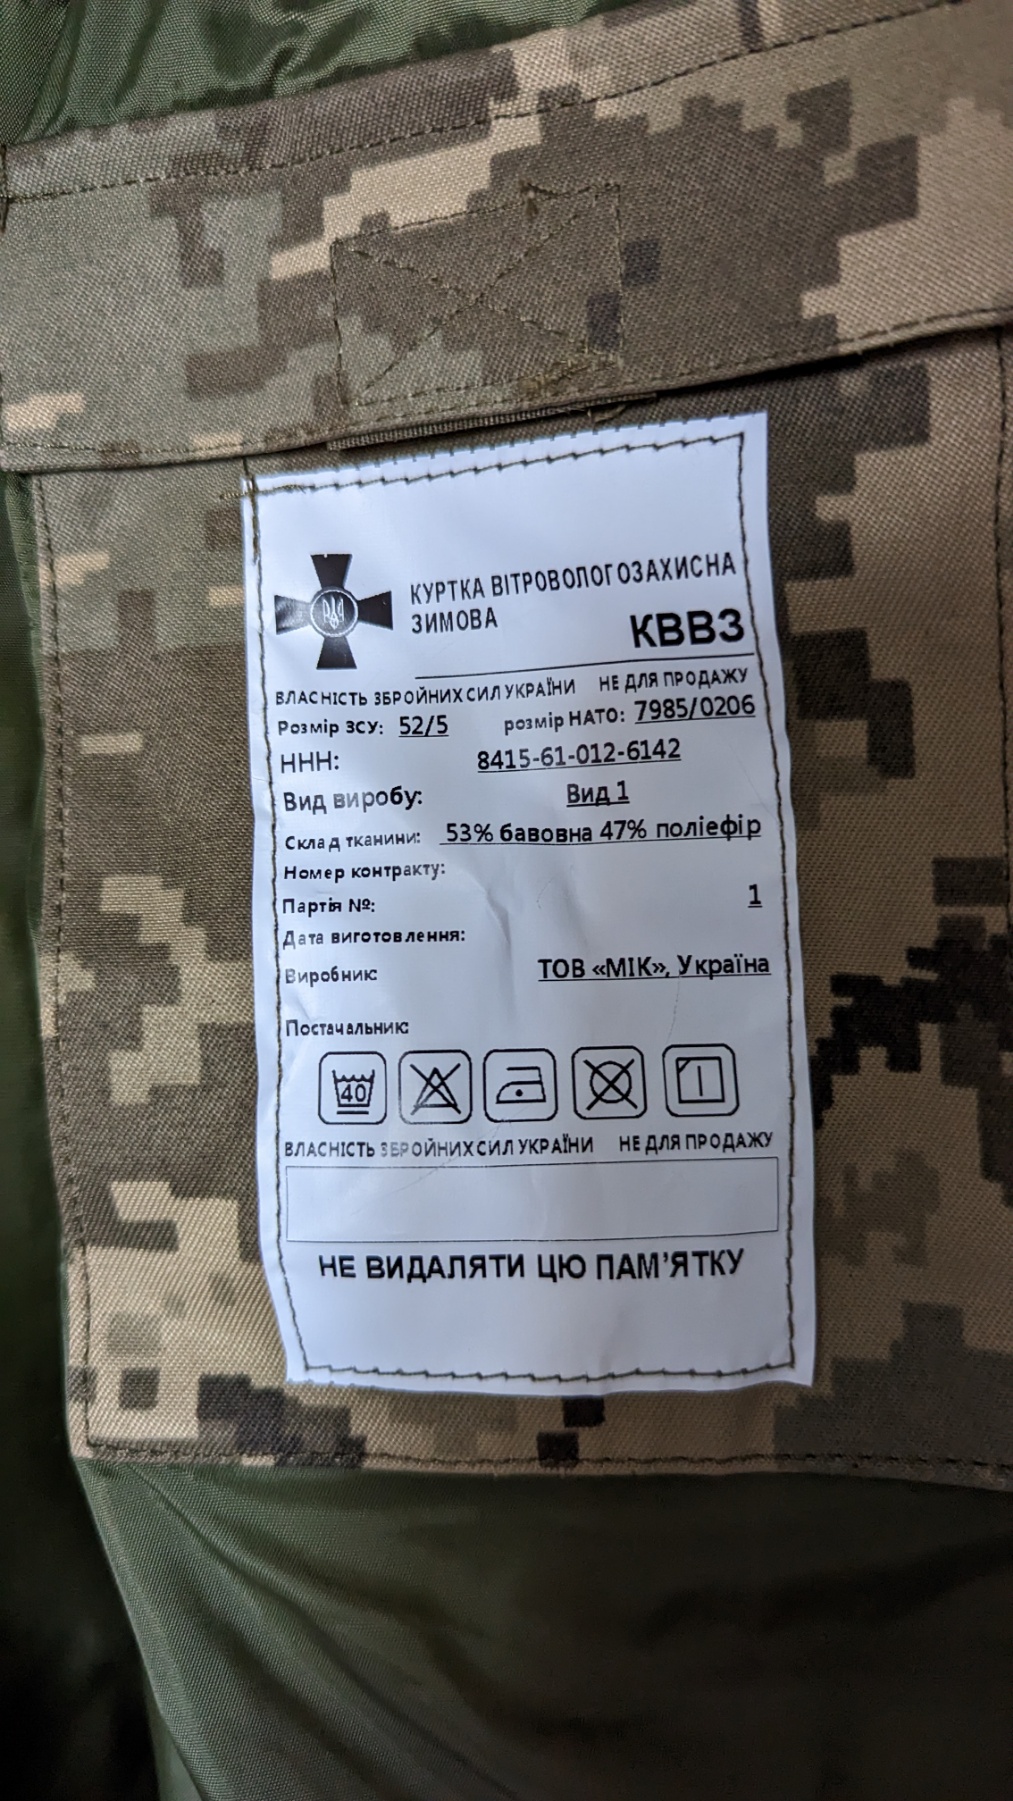 КУРТКА ВІТРОВОЛОГОЗАХИСНА
ЗИМОВА
КВВЗ
ВЛАСНІСТЬ ЗБРОЙНИХ СИЛ УКРАЇНИ НЕ ДЛЯ ПРОДАЖУ
Розмір ЗСУ: 52/5 розмір НАТО: 7985/0206
ННН: 8415-61-012-6142
Вид виробу: Вид 1
Склад тканини: 53% бавовна 47% поліефір
Номер контракту:
Партія №: 1
Дата виготовлення:
Виробник: ТОВ «МІК», Україна
Постачальник:
40
ВЛАСНІСТЬ ЗБРОЙНИХ СИЛ УКРАЇНИ НЕ ДЛЯ ПРОДАЖУ
НЕ ВИДАЛЯТИ ЦЮ ПАМ’ЯТКУ